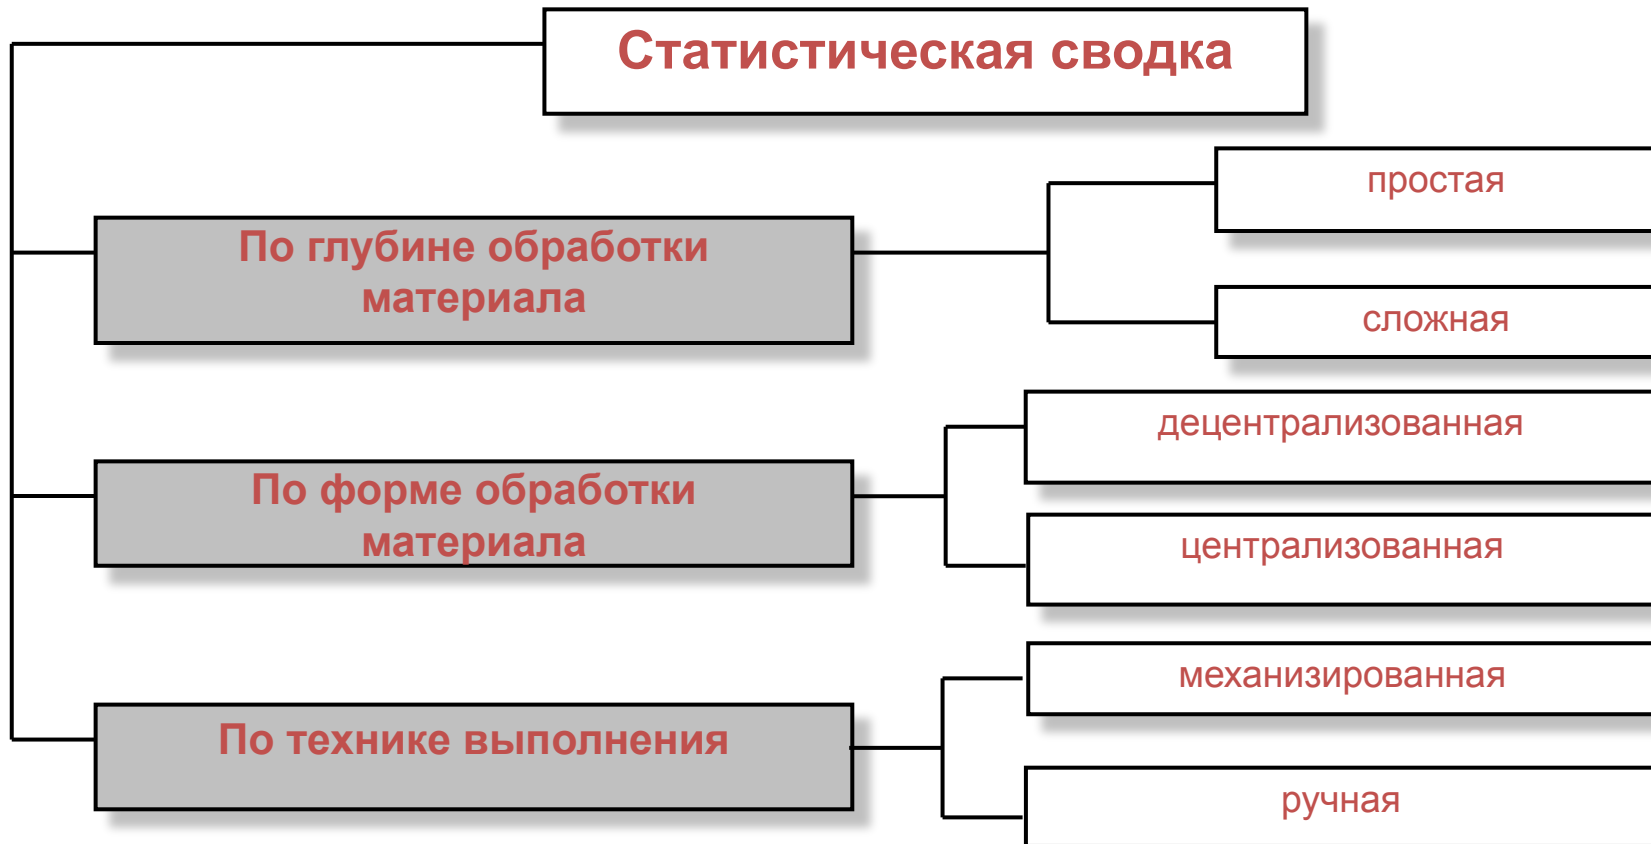 Статистическая сводка
простая
По глубине обработки
материала
сложная
децентрализованная
По форме обработки
материала
централизованная
механизированная
По технике выполнения
ручная